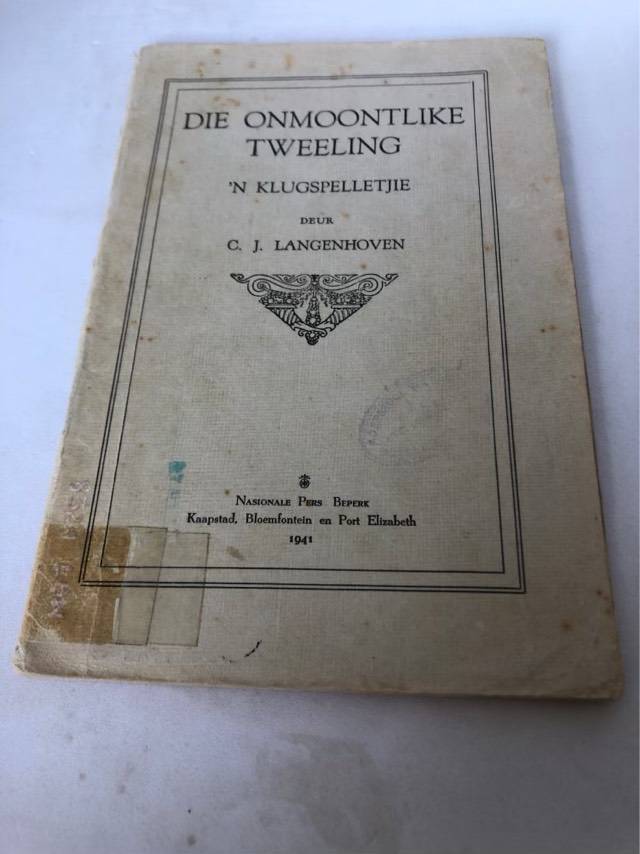 DIE ONMOONTLIKE
TWEELING
'N KLUGSPELLETJIE
DEUR
C. J. LANGENHOVEN
NASIONALE PERS BEPERK
Kaapstad, Bloemfontein en Port Elizabeth
1941